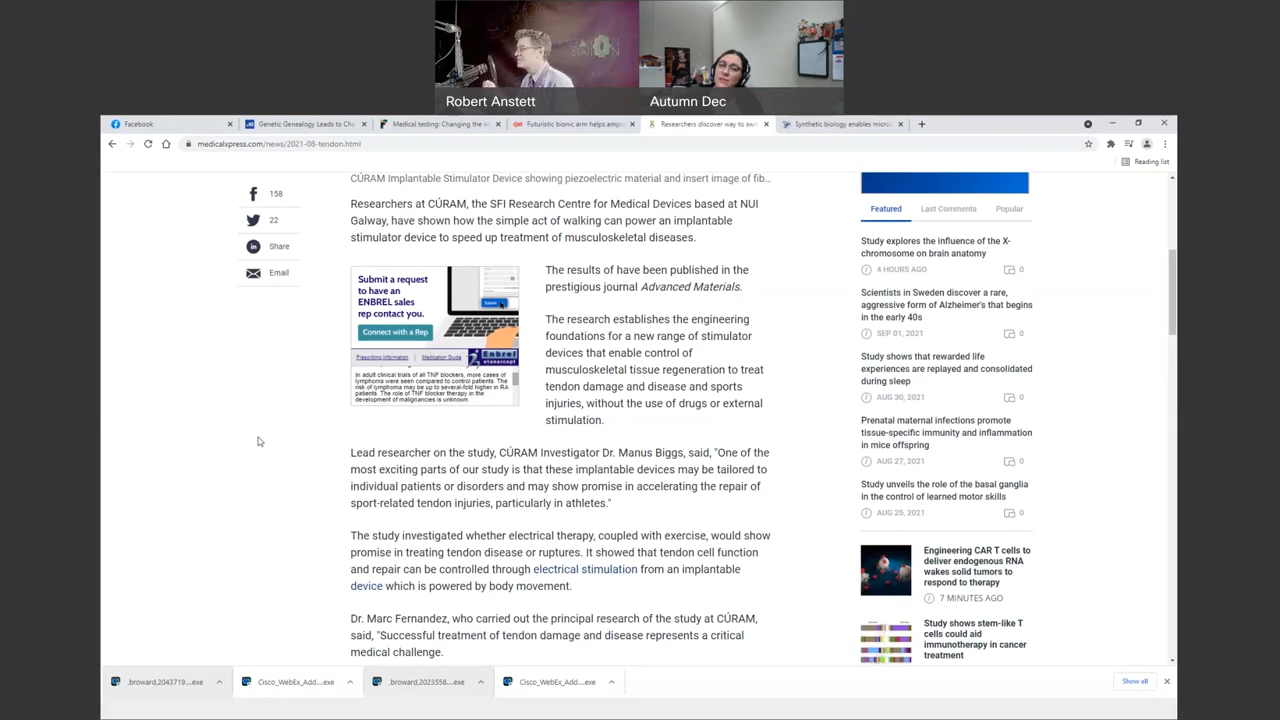 Robert Anstett
Autumn Dec
Facebook
Genetic Genealogy Leads to Cha
Medical testing: Changing the w
Futuristic bionic arm helps ampu
Researchers discover way to swi
Synthetic biology enables micro
medicalxpress.com/news/2021-08-tendon.html
Reading list
158
22
Share
Email
CÚRAM Implantable Stimulator Device showing piezoelectric material and insert image of fib...
Researchers at CÚRAM, the SFI Research Centre for Medical Devices based at NUI
Galway, have shown how the simple act of walking can power an implantable
stimulator device to speed up treatment of musculoskeletal diseases.
Submit a request
to have an
ENBREL sales
rep contact you.
Connect with a Rep
Prescribing Information
Medication Guide
Enbrel
etanercept
In adult clinical trials of all TNF blockers, more cases of
lymphoma were seen compared to control patients. The
risk of lymphoma may be up to several-fold higher in RA
patients. The role of TNF blocker therapy in the
development of malignancies is unknown.
The results of have been published in the
prestigious journal Advanced Materials.
The research establishes the engineering
foundations for a new range of stimulator
devices that enable control of
musculoskeletal tissue regeneration to treat
tendon damage and disease and sports
injuries, without the use of drugs or external
stimulation.
Lead researcher on the study, CÚRAM Investigator Dr. Manus Biggs, said, "One of the
most exciting parts of our study is that these implantable devices may be tailored to
individual patients or disorders and may show promise in accelerating the repair of
sport-related tendon injuries, particularly in athletes."
The study investigated whether electrical therapy, coupled with exercise, would show
promise in treating tendon disease or ruptures. It showed that tendon cell function
and repair can be controlled through electrical stimulation from an implantable
device which is powered by body movement.
Dr. Marc Fernandez, who carried out the principal research of the study at CÚRAM,
said, "Successful treatment of tendon damage and disease represents a critical
medical challenge.
Featured
Last Comments
Popular
Study explores the influence of the X-
chromosome on brain anatomy
4 HOURS AGO
0
Scientists in Sweden discover a rare,
aggressive form of Alzheimer's that begins
in the early 40s
SEP 01, 2021
0
Study shows that rewarded life
experiences are replayed and consolidated
during sleep
AUG 30, 2021
0
Prenatal maternal infections promote
tissue-specific immunity and inflammation
in mice offspring
AUG 27, 2021
0
Study unveils the role of the basal ganglia
in the control of learned motor skills
AUG 25, 2021
0
Engineering CAR T cells to
deliver endogenous RNA
wakes solid tumors to
respond to therapy
7 MINUTES AGO
Study shows stem-like T
cells could aid
immunotherapy in cancer
treatment
,broward,2043719....exe
Cisco_WebEx_Add....exe
,broward,2023558....exe
Cisco_WebEx_Add....exe
Show all